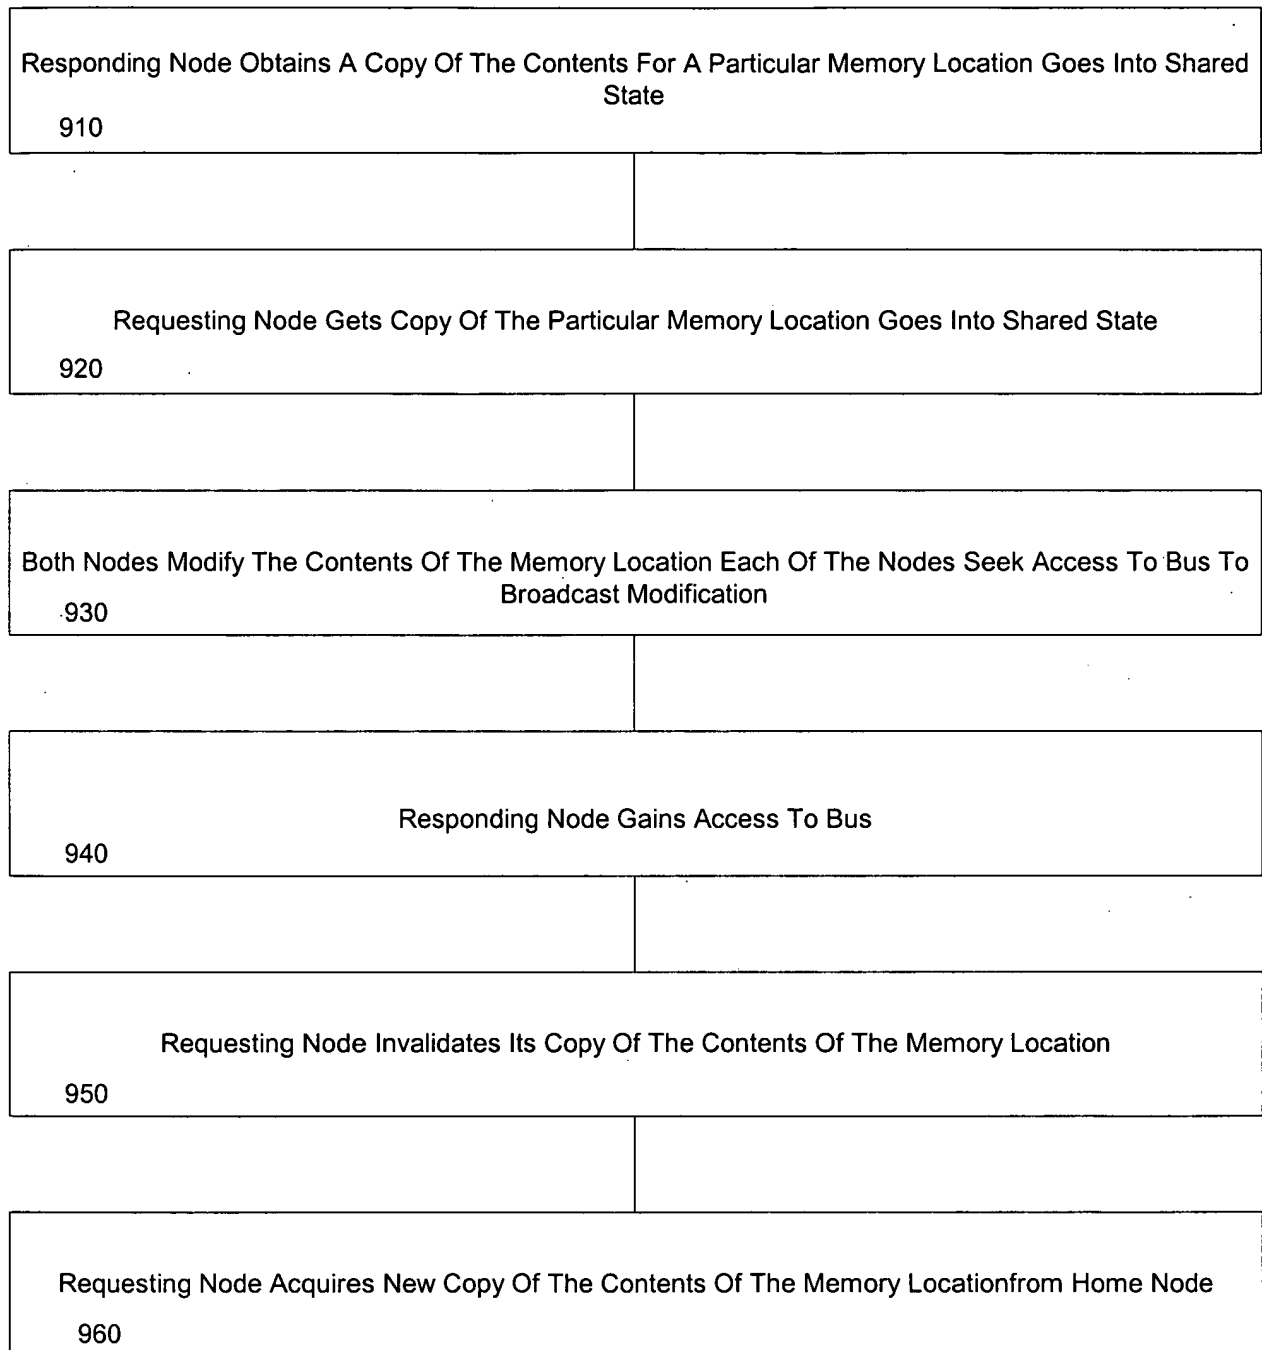 Responding Node Obtains A Copy Of The Contents For A Particular Memory Location Goes Into Shared
State
910
Requesting Node Gets Copy Of The Particular Memory Location Goes Into Shared State
920
Both Nodes Modify The Contents Of The Memory Location Each Of The Nodes Seek Access To Bus To
Broadcast Modification
930
Responding Node Gains Access To Bus
940
Requesting Node Invalidates Its Copy Of The Contents Of The Memory Location
950
Requesting Node Acquires New Copy Of The Contents Of The Memory Locationfrom Home Node
960